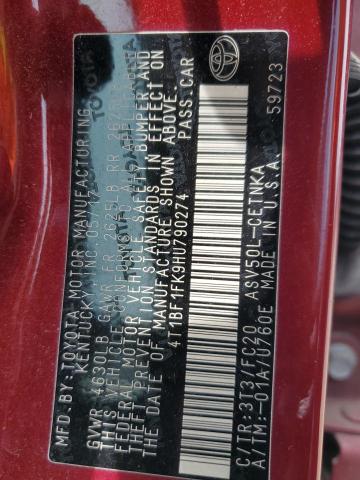 MFD.BY:TOYOTA MOTOR MANUFACTURING,
KENTUCKY, INC. 05/17
GVWR 4630LB GAWR FR 2625LB RR
THIS VEHICLE CONFORMS TO ALL APPLICABLE
FEDERAL MOTOR VEHICLE SAFETY, BUMPER AND
THEFT PREVENTION STANDARDS IN EFFECT ON
THE DATE OF MANUFACTURE SHOWN ABOVE.
4T1BF1FK9HU790274 PASS.CAR
C/TR:3T3/FC20 ASV50L-CETNKA
A/TM:-01A/U760E MADE IN U.S.A. 59723